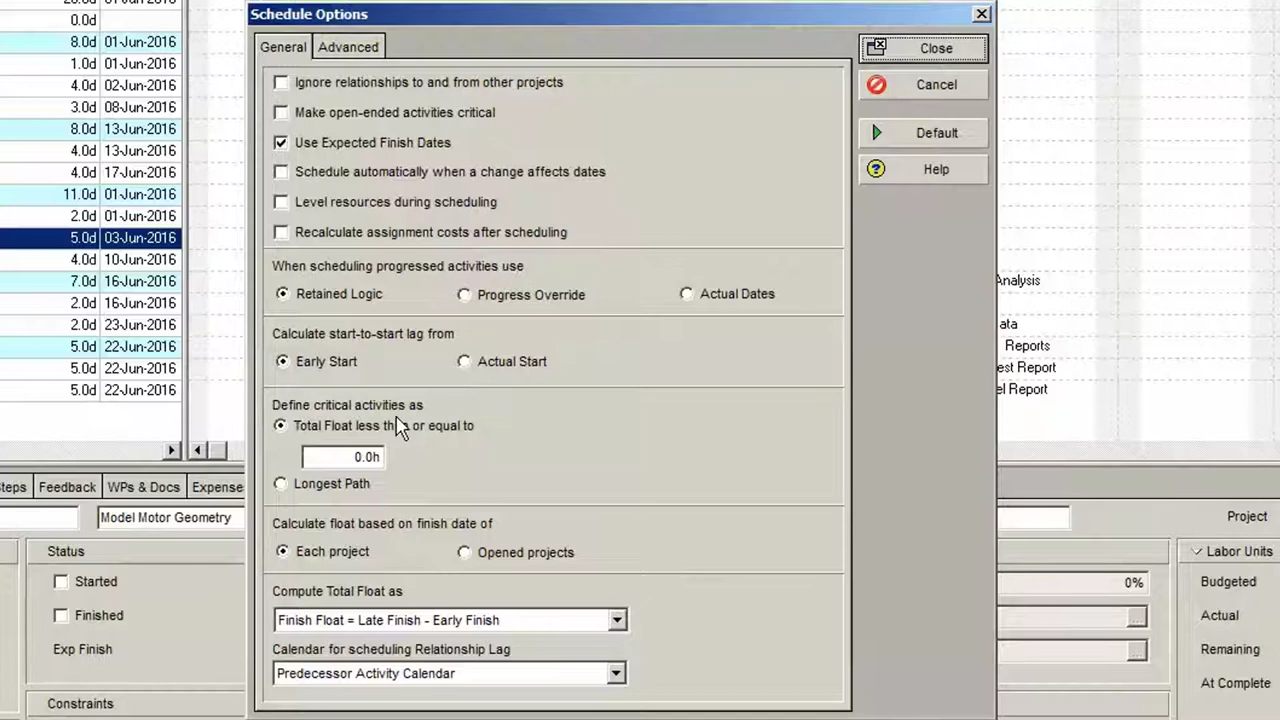 Schedule Options
General
Advanced
Ignore relationships to and from other projects
Make open-ended activities critical
Use Expected Finish Dates
Schedule automatically when a change affects dates
Level resources during scheduling
Recalculate assignment costs after scheduling
When scheduling progressed activities use
Retained Logic
Progress Override
Actual Dates
Calculate start-to-start lag from
Early Start
Actual Start
Define critical activities as
Total Float less than or equal to
0.0h
Longest Path
Calculate float based on finish date of
Each project
Opened projects
Compute Total Float as
Finish Float = Late Finish - Early Finish
Calendar for scheduling Relationship Lag
Predecessor Activity Calendar
Close
Cancel
Default
Help
0.0d
8.0d 01-Jun-2016
1.0d 01-Jun-2016
4.0d 02-Jun-2016
3.0d 08-Jun-2016
8.0d 13-Jun-2016
4.0d 13-Jun-2016
4.0d 17-Jun-2016
11.0d 01-Jun-2016
2.0d 01-Jun-2016
5.0d 03-Jun-2016
4.0d 10-Jun-2016
7.0d 16-Jun-2016
2.0d 16-Jun-2016
2.0d 23-Jun-2016
5.0d 22-Jun-2016
5.0d 22-Jun-2016
5.0d 22-Jun-2016
Analysis
ata
Reports
est Report
el Report
teps
Feedback
WPs & Docs
Expense
Model Motor Geometry
Project
Status
Started
Finished
Exp Finish
Constraints
0%
Labor Units
Budgeted
Actual
Remaining
At Complete